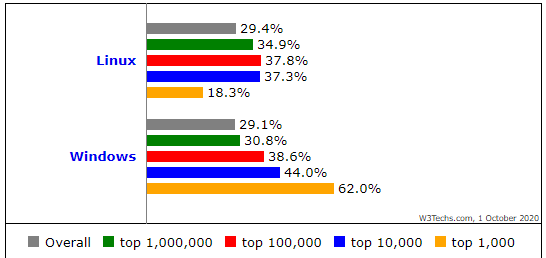 29.4%
34.9%
Linux 37.8%
37.3%
18.3%
29.1%
30.8%
Windows 38.6%
44.0%
62.0%
W3Techs.com, 1 October 2020
Overall top 1,000,000 top 100,000 top 10,000 top 1,000